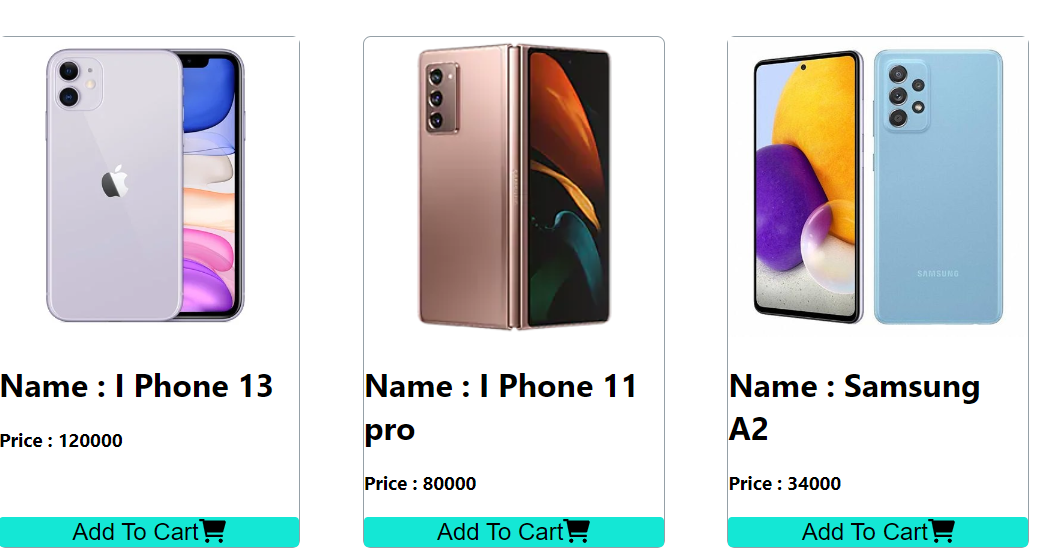 SAMSUNG
Name : I Phone 13
Price : 120000
Add To Cart
Name : I Phone 11
pro
Price : 80000
Add To Cart
Name : Samsung
A2
Price : 34000
Add To Cart